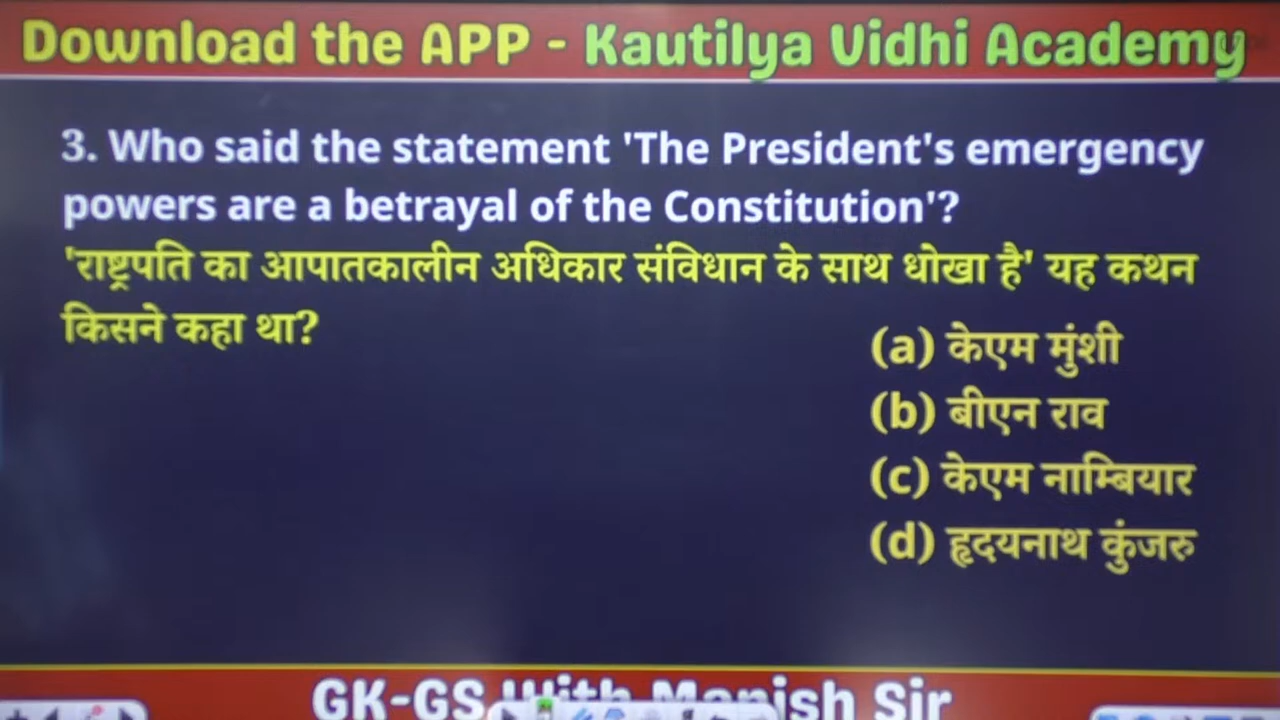 Download the APP - Kautilya Vidhi Academy
3. Who said the statement 'The President's emergency
powers are a betrayal of the Constitution'?
'राष्ट्रपति का आपातकालीन अधिकार संविधान के साथ धोखा है' यह कथन
किसने कहा था?
(a) केएम मुंशी
(b) बीएन राव
(c) केएम नाम्बियार
(d) हृदयनाथ कुंजरु
GK-GS With Manish Sir